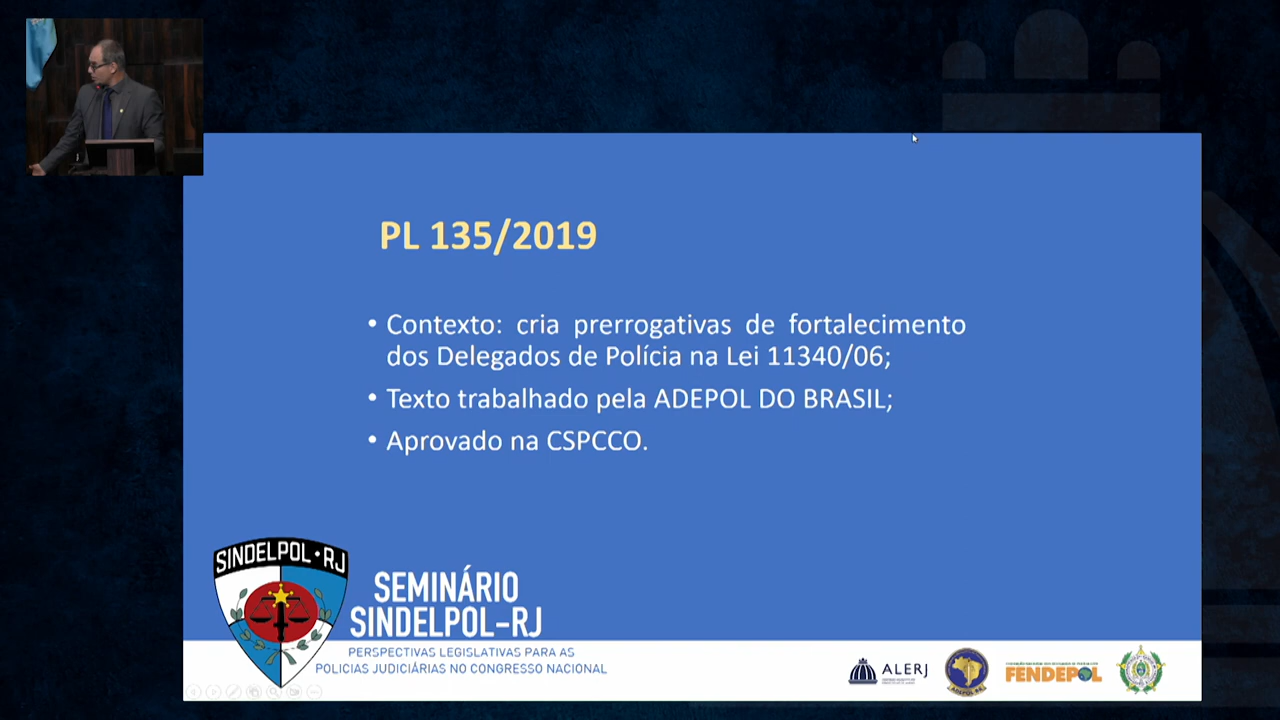 PL 135/2019
• Contexto: cria prerrogativas de fortalecimento
dos Delegados de Polícia na Lei 11340/06;
• Texto trabalhado pela ADEPOL DO BRASIL;
• Aprovado na CSPCCO.
SINDELPOL • RJ
SEMINÁRIO
SINDELPOL-RJ
PERSPECTIVAS LEGISLATIVAS PARA AS
POLICIAS JUDICIÁRIAS NO CONGRESSO NACIONAL
ALERJ
FENDEPOL